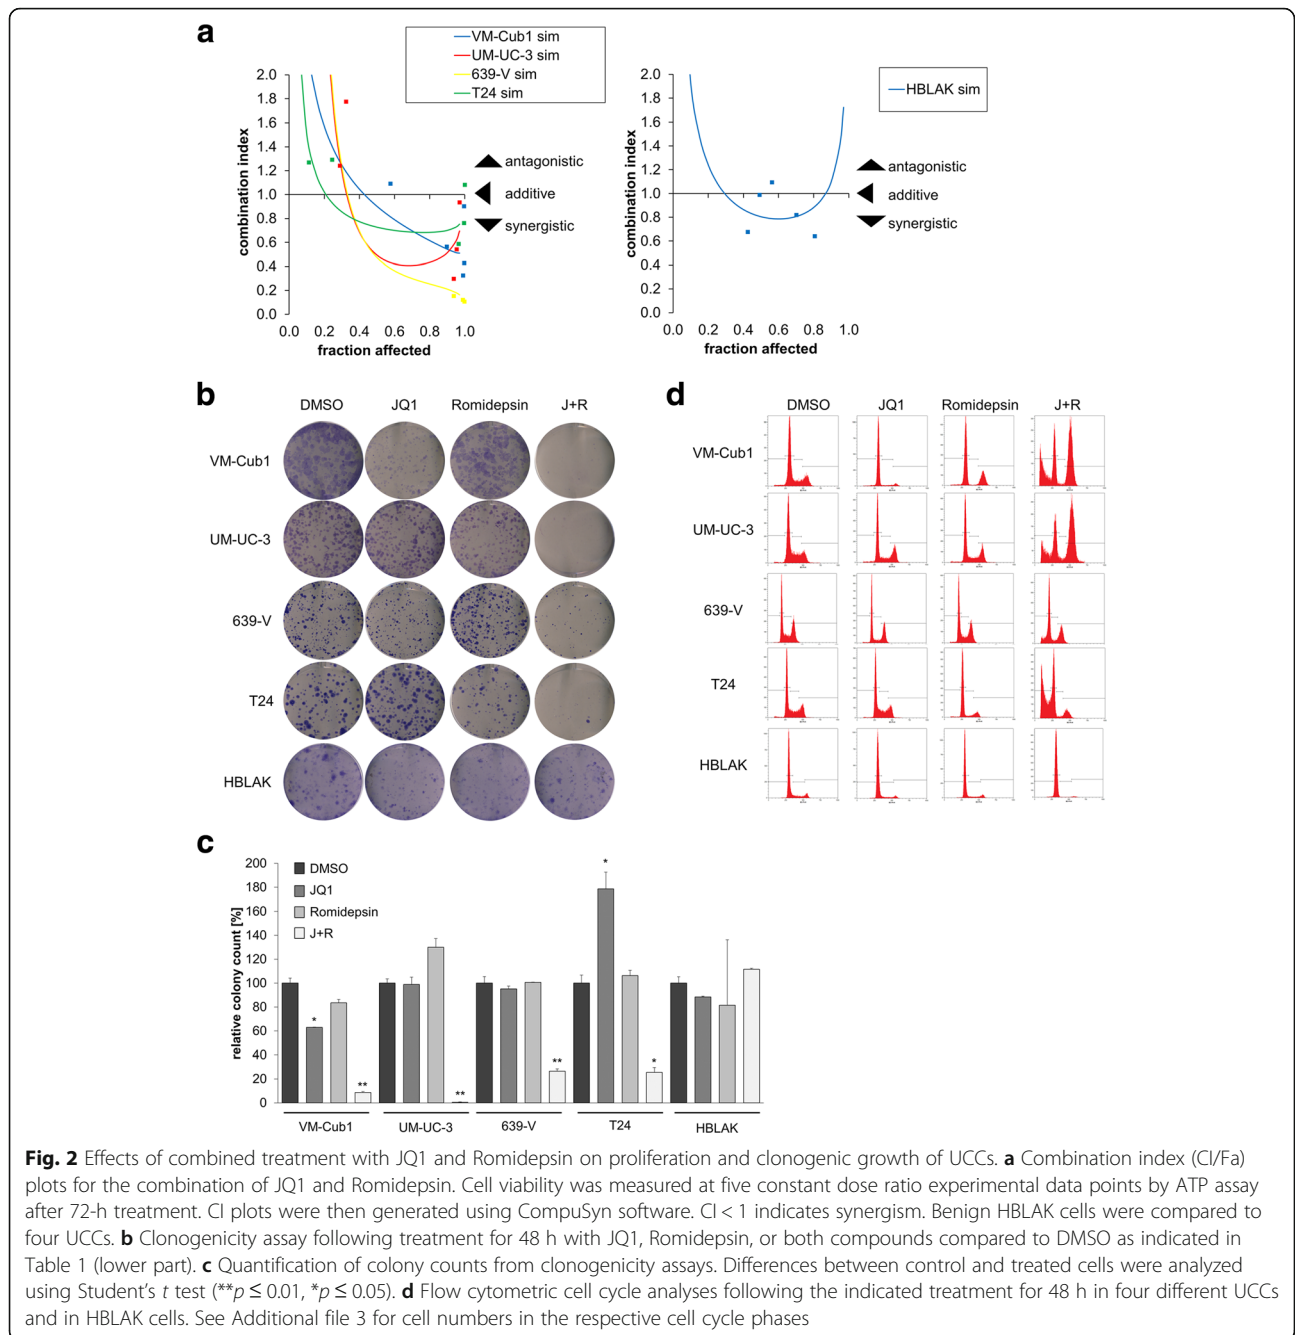 a
VM-Cub1 sim
UM-UC-3 sim
639-V sim
T24 sim
2.0
1.8
1.6
1.4
1.2
1.0
0.8
0.6
0.4
0.2
0.0
combination index
0.0 0.2 0.4 0.6 0.8 1.0
fraction affected
antagonistic
additive
synergistic
HBLAK sim
2.0
1.8
1.6
1.4
1.2
1.0
0.8
0.6
0.4
0.2
0.0
combination index
0.0 0.2 0.4 0.6 0.8 1.0
fraction affected
antagonistic
additive
synergistic
b
DMSO JQ1 Romidepsin J+R
VM-Cub1
UM-UC-3
639-V
T24
HBLAK
d
DMSO JQ1 Romidepsin J+R
VM-Cub1
UM-UC-3
639-V
T24
HBLAK
c
relative colony count [%]
200
180
160
140
120
100
80
60
40
20
0
DMSO
JQ1
Romidepsin
J+R
* ** ** ** * *
VM-Cub1 UM-UC-3 639-V T24 HBLAK
Fig. 2 Effects of combined treatment with JQ1 and Romidepsin on proliferation and clonogenic growth of UCCs. a Combination index (CI/Fa)
plots for the combination of JQ1 and Romidepsin. Cell viability was measured at five constant dose ratio experimental data points by ATP assay
after 72-h treatment. CI plots were then generated using CompuSyn software. CI < 1 indicates synergism. Benign HBLAK cells were compared to
four UCCs. b Clonogenicity assay following treatment for 48 h with JQ1, Romidepsin, or both compounds compared to DMSO as indicated in
Table 1 (lower part). c Quantification of colony counts from clonogenicity assays. Differences between control and treated cells were analyzed
using Student's t test (**p ≤ 0.01, *p ≤ 0.05). d Flow cytometric cell cycle analyses following the indicated treatment for 48 h in four different UCCs
and in HBLAK cells. See Additional file 3 for cell numbers in the respective cell cycle phases